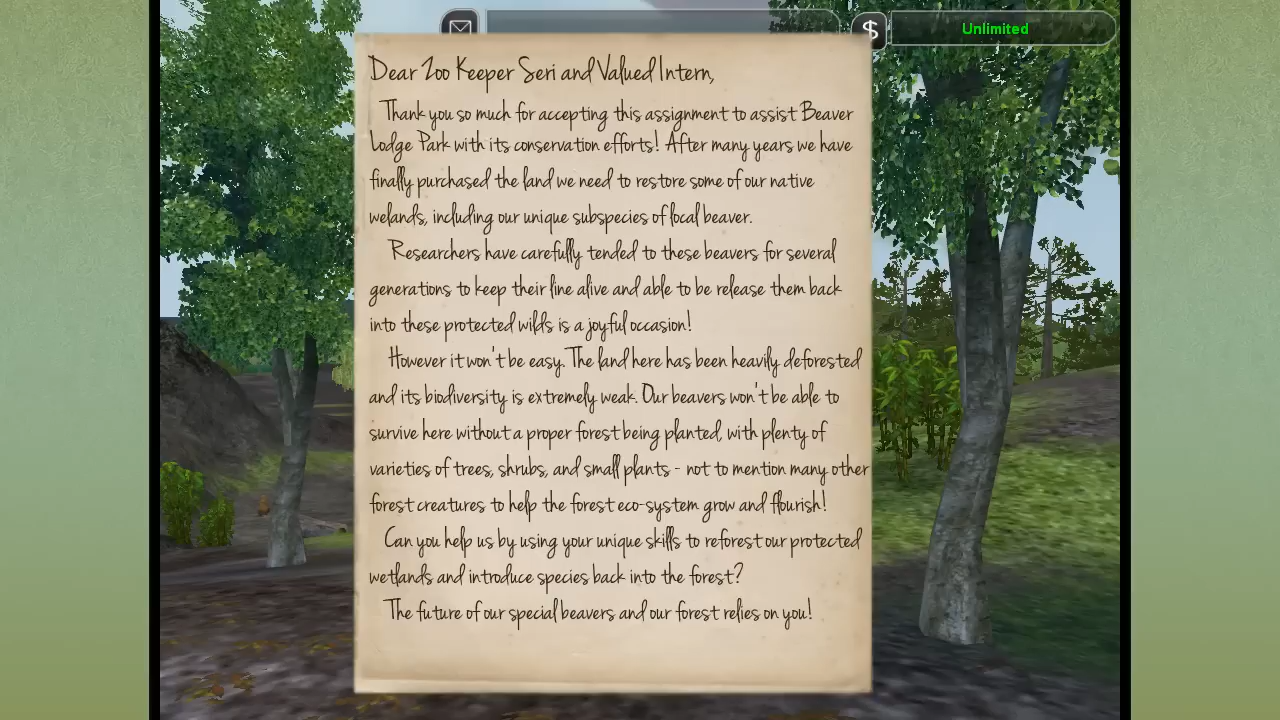 $ Unlimited
Dear Zoo Keeper Seri and Valued Intern,
Thank you so much for accepting this assignment to assist Beaver
Lodge Park with its conservation efforts! After many years we have
finally purchased the land we need to restore some of our native
welands, including our unique subspecies of local beaver.
Researchers have carefully tended to these beavers for several
generations to keep their line alive and able to be release them back
into these protected wilds is a joyful occasion!
However it won't be easy. The land here has been heavily deforested
and its biodiversity is extremely weak. Our beavers won't be able to
survive here without a proper forest being planted, with plenty of
varieties of trees, shrubs, and small plants - not to mention many other
forest creatures to help the forest eco-system grow and flourish!
Can you help us by using your unique skills to reforest our protected
wetlands and introduce species back into the forest?
The future of our special beavers and our forest relies on you!